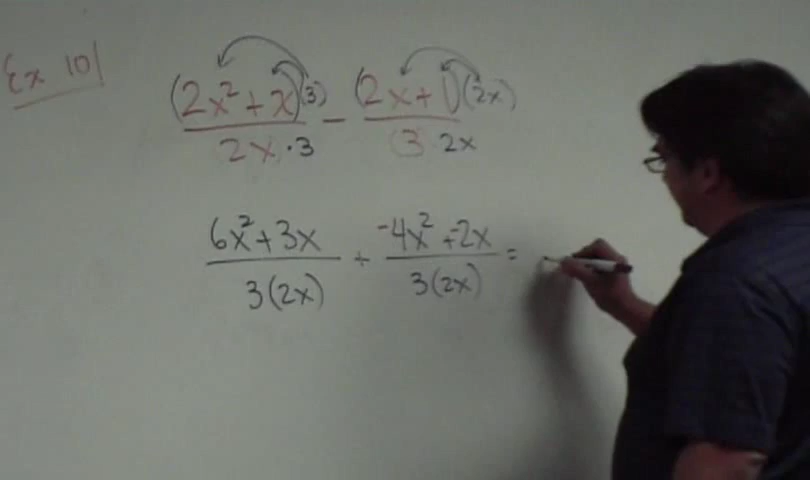 Ex 10
(2x² + x)(3) / 2x · 3 − (2x + 1)(2x) / 3 · 2x
6x² + 3x / 3(2x) + -4x² + -2x / 3(2x) =